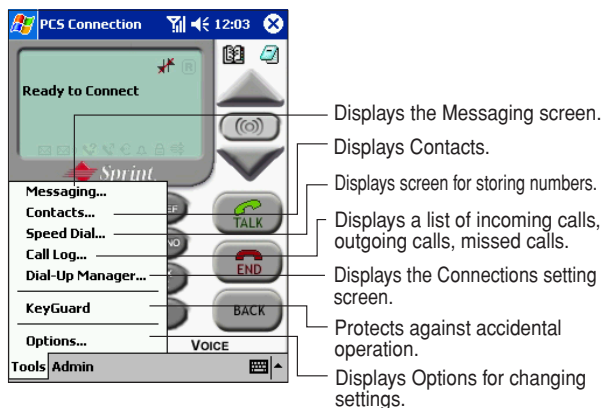 PCS Connection 12:03
Ready to Connect
Sprint
Messaging...
Contacts...
Speed Dial...
Call Log...
Dial-Up Manager...
KeyGuard
Options...
Tools Admin
TALK
END
BACK
VOICE
Displays the Messaging screen.
Displays Contacts.
Displays screen for storing numbers.
Displays a list of incoming calls,
outgoing calls, missed calls.
Displays the Connections setting
screen.
Protects against accidental
operation.
Displays Options for changing
settings.